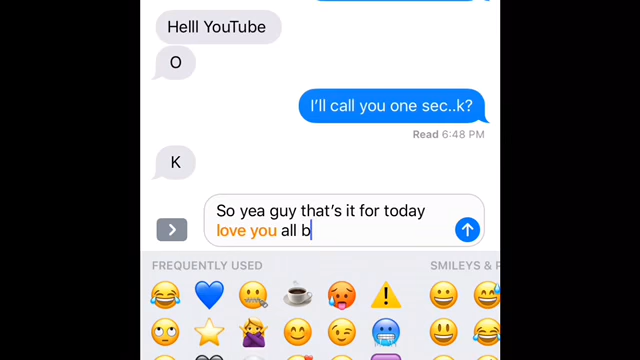 Helll YouTube
O
I'll call you one sec..k?
Read 6:48 PM
K
So yea guy that's it for today
love you all b
FREQUENTLY USED
SMILEYS & P